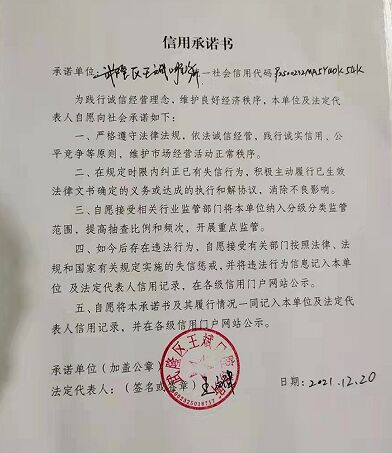 信用承诺书
承诺单位：武隆区王斌口腔诊所 统一社会信用代码
为践行诚信经营理念，维护良好经济秩序，本单位及法定代
表人自愿向社会承诺如下：
一、严格遵守法律法规，依法诚信经营，践行诚实信用、公
平竞争等原则，维护市场经营活动正常秩序。
二、在规定时限内纠正已有失信行为，积极主动履行已生效
法律文书确定的义务或达成的执行和解协议，消除不良影响。
三、自愿接受相关行业监管部门将本单位纳入分级分类监管
范围，提高抽查比例和频次，开展重点监管。
四、如今后存在违法行为，自愿接受有关部门按照法律、法
规和国家有关规定实施的失信惩戒，并将违法行为信息记入本单
位 及法定代表人信用记录，在各级信用门户网站公示。
五、自愿将本承诺书及其履行情况一同记入本单位及法定代
表人信用记录，并在各级信用门户网站公示。
承诺单位（加盖公章）
法定代表人：（签名或签章）
日期：2021.12.20